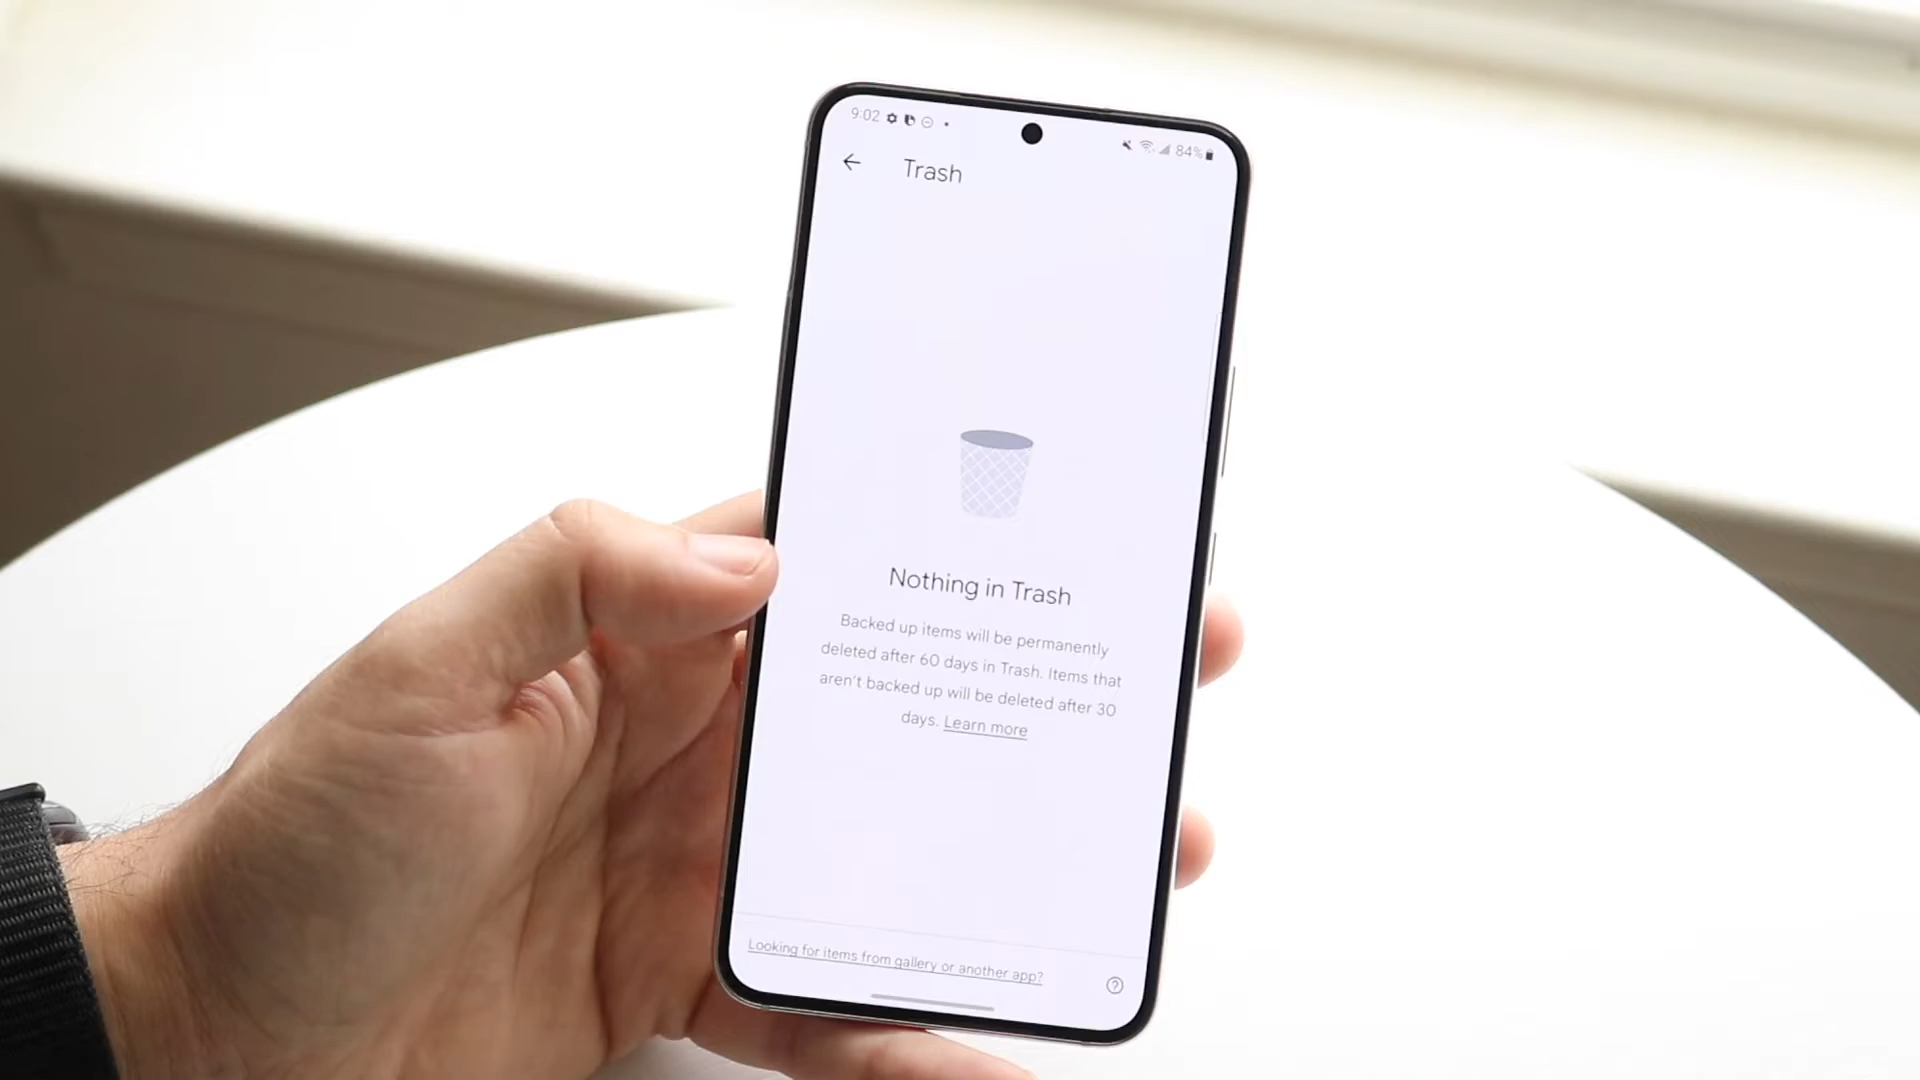 9:02
84%
Trash
Nothing in Trash
Backed up items will be permanently
deleted after 60 days in Trash. Items that
aren't backed up will be deleted after 30
days. Learn more
Looking for items from gallery or another app?